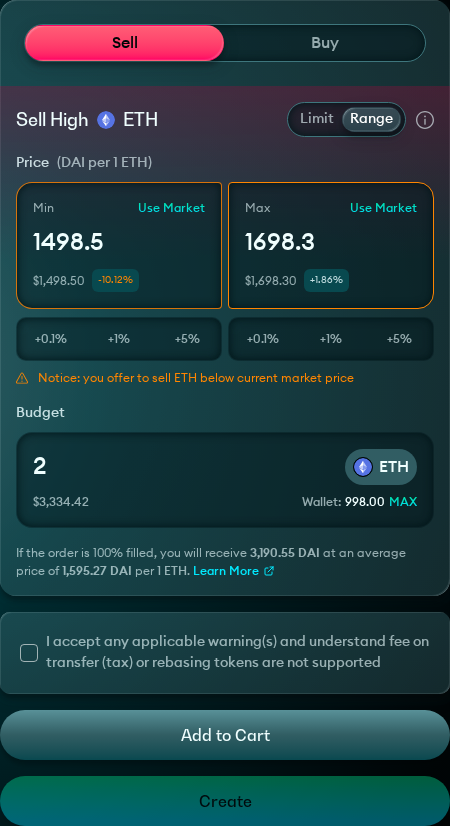 Sell Buy
Sell High ETH Limit Range
Price (DAI per 1 ETH)
Min Use Market Max Use Market
1498.5 1698.3
$1,498.50 -10.12% $1,698.30 +1.86%
+0.1% +1% +5% +0.1% +1% +5%
Notice: you offer to sell ETH below current market price
Budget
2 ETH
$3,334.42 Wallet: 998.00 MAX
If the order is 100% filled, you will receive 3,190.55 DAI at an average
price of 1,595.27 DAI per 1 ETH. Learn More
I accept any applicable warning(s) and understand fee on
transfer (tax) or rebasing tokens are not supported
Add to Cart
Create